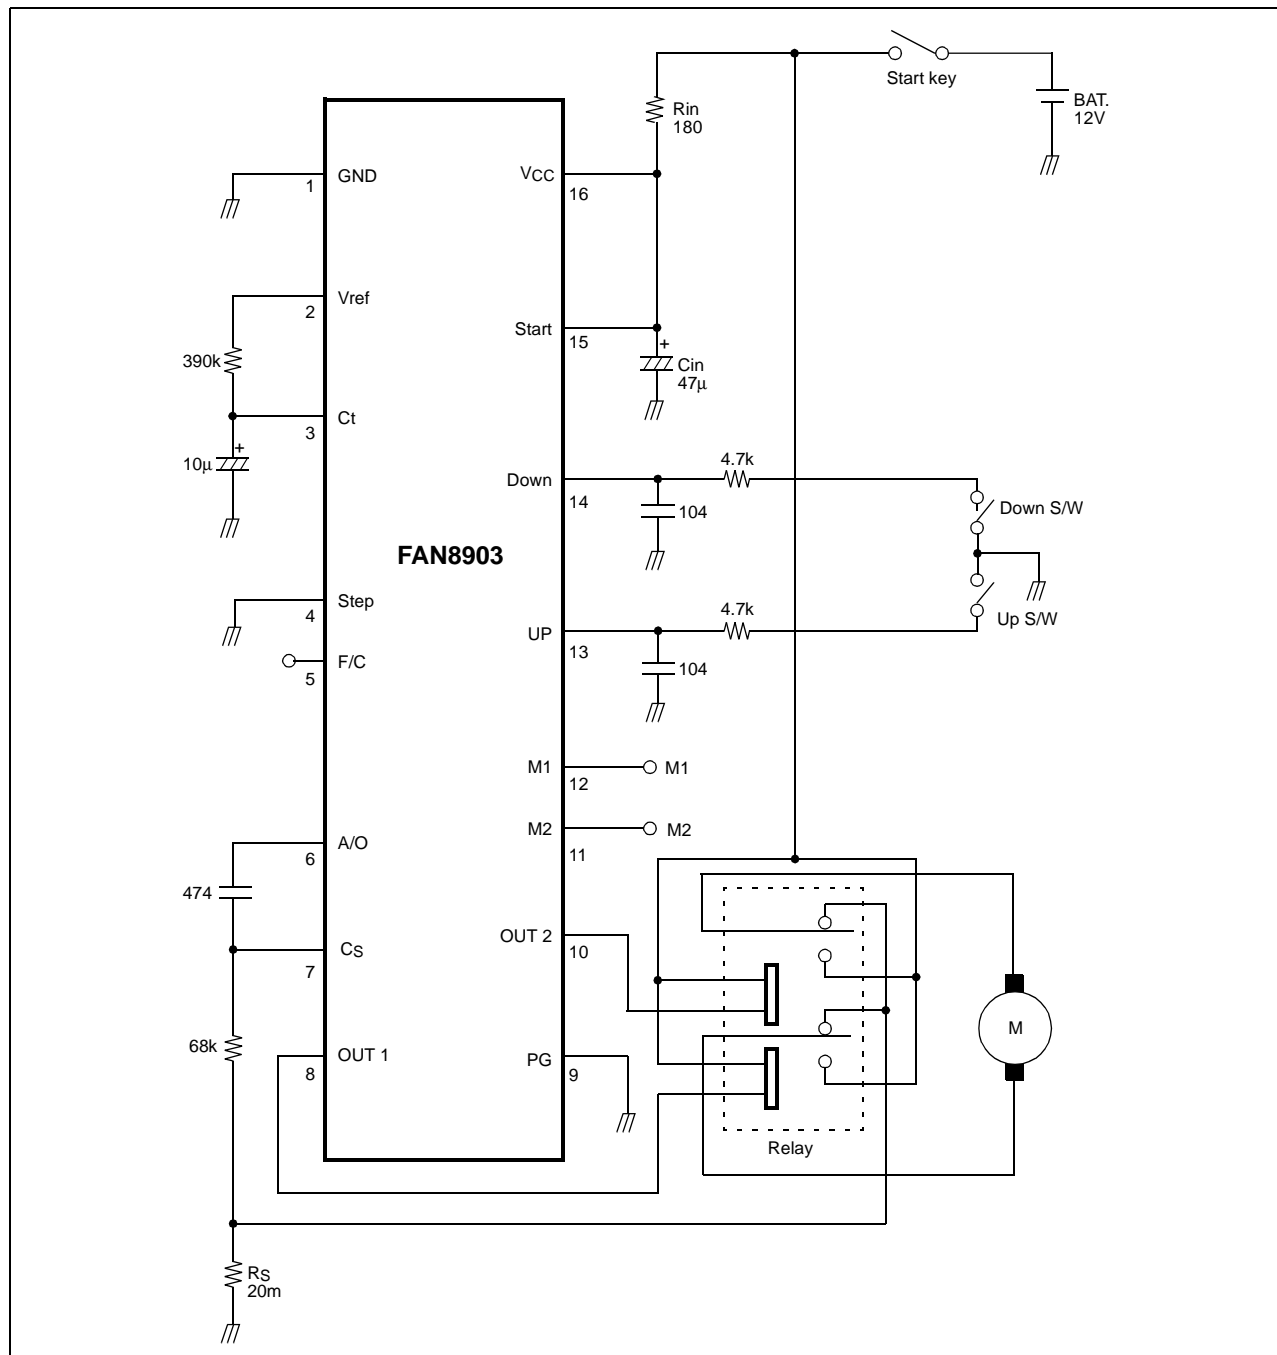 Start key
BAT.
12V
Rin
180
GND
1
VCC
16
Vref
2
Start
15
390k
Cin
47μ
Ct
3
10μ
4.7k
Down
14
104
Down S/W
FAN8903
Step
4
4.7k
Up S/W
UP
13
F/C
5
104
M1
12
M1
M2
11
M2
A/O
6
474
OUT 2
10
CS
7
M
68k
OUT 1
8
PG
9
Relay
RS
20m
+
+